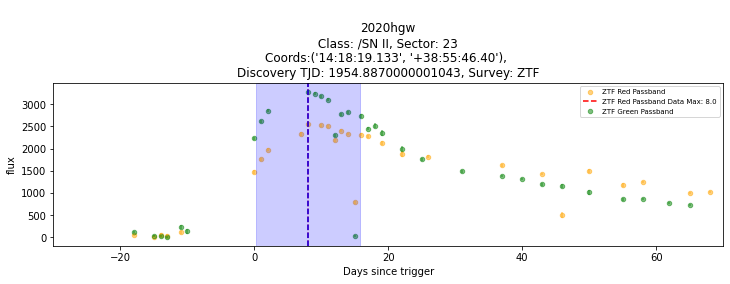 2020hgw
Class: /SN II, Sector: 23
Coords:('14:18:19.133', '+38:55:46.40'),
Discovery TJD: 1954.8870000001043, Survey: ZTF
ZTF Red Passband
ZTF Red Passband Data Max: 8.0
ZTF Green Passband
flux
3000
2500
2000
1500
1000
500
0
−20
0
20
40
60
Days since trigger